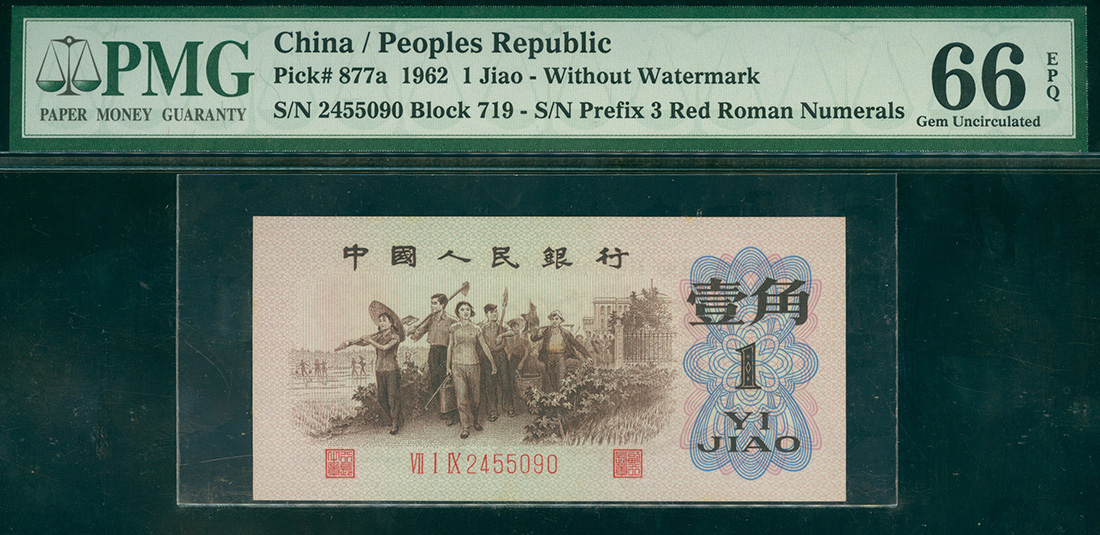 PMG
PAPER MONEY GUARANTY
China / Peoples Republic
Pick# 877a 1962 1 Jiao - Without Watermark
S/N 2455090 Block 719 - S/N Prefix 3 Red Roman Numerals
66
EPQ
Gem Uncirculated
中國人民銀行
壹角
1
YI
JIAO
VII I IX 2455090